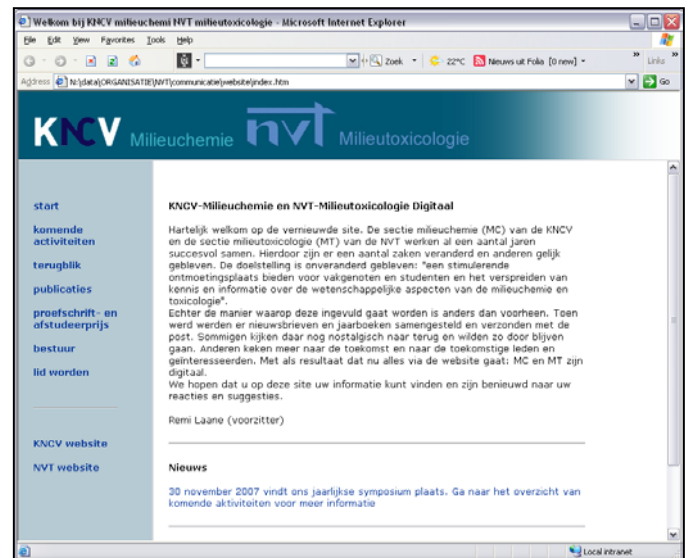 Welkom bij KNCV milieuchemi NVT milieutoxicologie - Microsoft Internet Explorer
File Edit View Favorites Tools Help
Zoek 22°C Nieuws uit Folia [0 new] Links
Address N:\data\ORGANISATIE\NVT\communicatie\website\index.htm Go
KNCV Milieuchemie nvt Milieutoxicologie
start
komende
activiteiten
terugblik
publicaties
proefschrift- en
afstudeerprijs
bestuur
lid worden
KNCV website
NVT website
KNCV-Milieuchemie en NVT-Milieutoxicologie Digitaal
Hartelijk welkom op de vernieuwde site. De sectie milieuchemie (MC) van de KNCV
en de sectie milieutoxicologie (MT) van de NVT werken al een aantal jaren
succesvol samen. Hierdoor zijn er een aantal zaken veranderd en anderen gelijk
gebleven. De doelstelling is onveranderd gebleven: "een stimulerende
ontmoetingsplaats bieden voor vakgenoten en studenten en het verspreiden van
kennis en informatie over de wetenschappelijke aspecten van de milieuchemie en
toxicologie".
Echter de manier waarop deze ingevuld gaat worden is anders dan voorheen. Toen
werd werden er nieuwsbrieven en jaarboeken samengesteld en verzonden met de
post. Sommigen kijken daar nog nostalgisch naar terug en wilden zo door blijven
gaan. Anderen keken meer naar de toekomst en naar de toekomstige leden en
geïnteresseerden. Met als resultaat dat nu alles via de website gaat: MC en MT zijn
digitaal.
We hopen dat u op deze site uw informatie kunt vinden en zijn benieuwd naar uw
reacties en suggesties.
Remi Laane (voorzitter)
Nieuws
30 november 2007 vindt ons jaarlijkse symposium plaats. Ga naar het overzicht van
komende aktiviteiten voor meer informatie
Local intranet